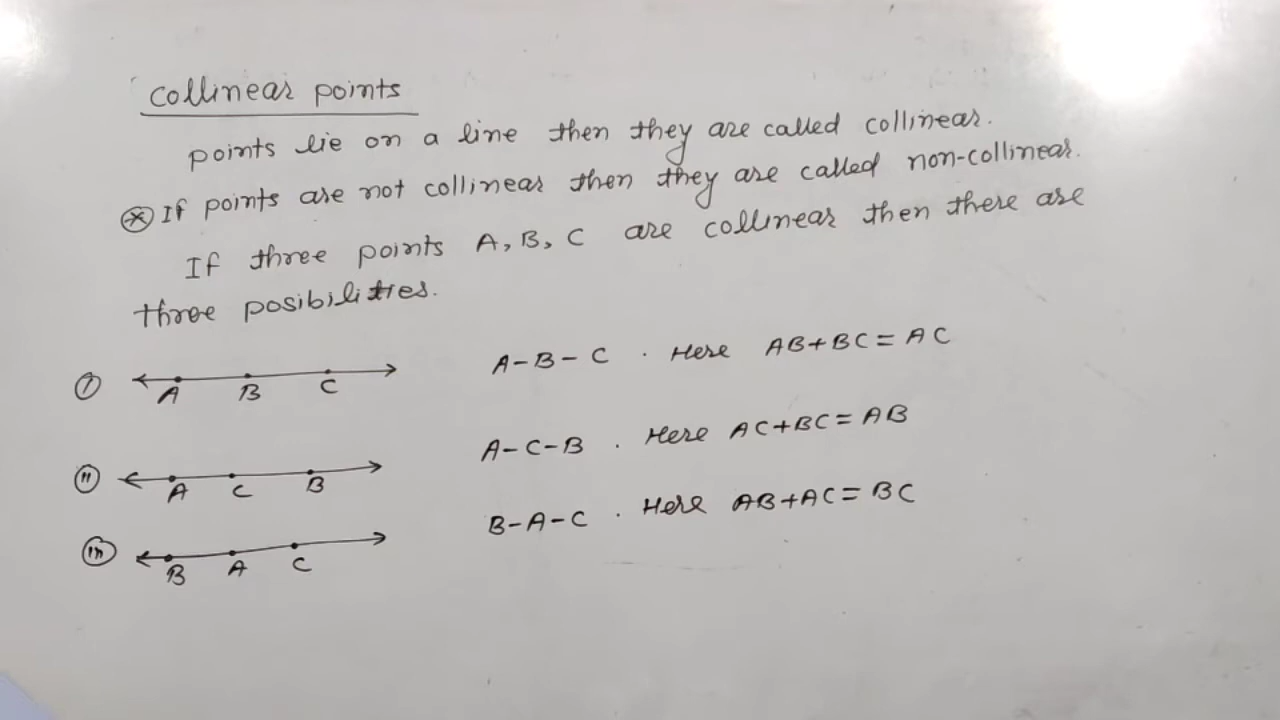 Collinear points
points lie on a line then they are called collinear.
* If points are not collinear then they are called non-collinear.
If three points A, B, C are collinear then there are
three posibilities.
(i) A B C A-B-C . Here AB+BC = AC
(ii) A C B A-C-B . Here AC+BC = AB
(iii) B A C B-A-C . Here AB+AC = BC